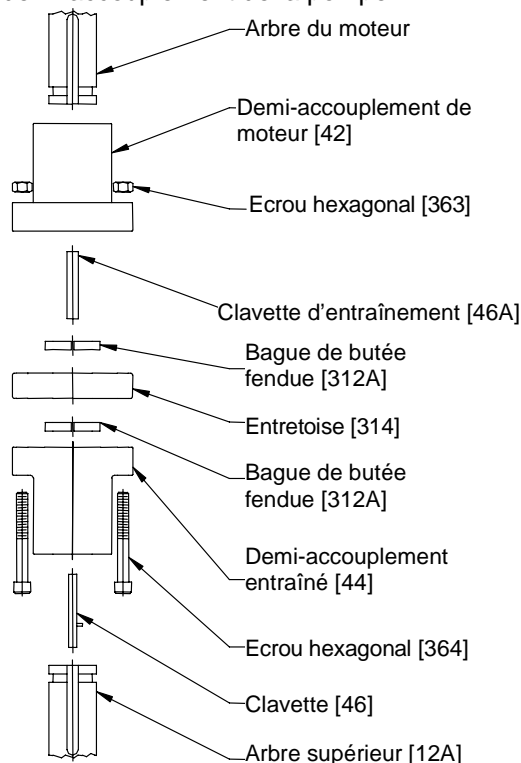 Arbre du moteur
Demi-accouplement de
moteur [42]
Ecrou hexagonal [363]
Clavette d'entraînement [46A]
Bague de butée
fendue [312A]
Entretoise [314]
Bague de butée
fendue [312A]
Demi-accouplement
entraîné [44]
Ecrou hexagonal [364]
Clavette [46]
Arbre supérieur [12A]